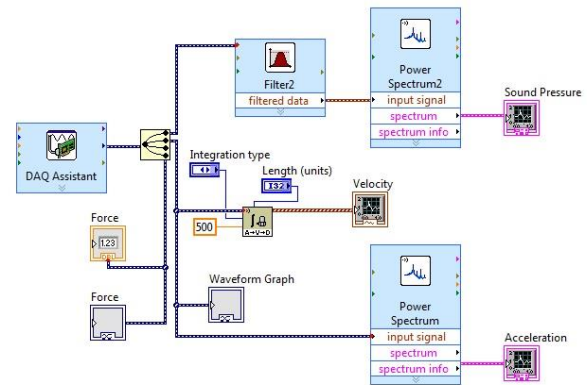 Filter2
filtered data
Power
Spectrum2
input signal
spectrum
spectrum info
Sound Pressure
DAQ Assistant
Integration type
Length (units)
I32
Velocity
500
A→V→D
Force
1.23
DBL
Force
Waveform Graph
Power
Spectrum
input signal
spectrum
spectrum info
Acceleration